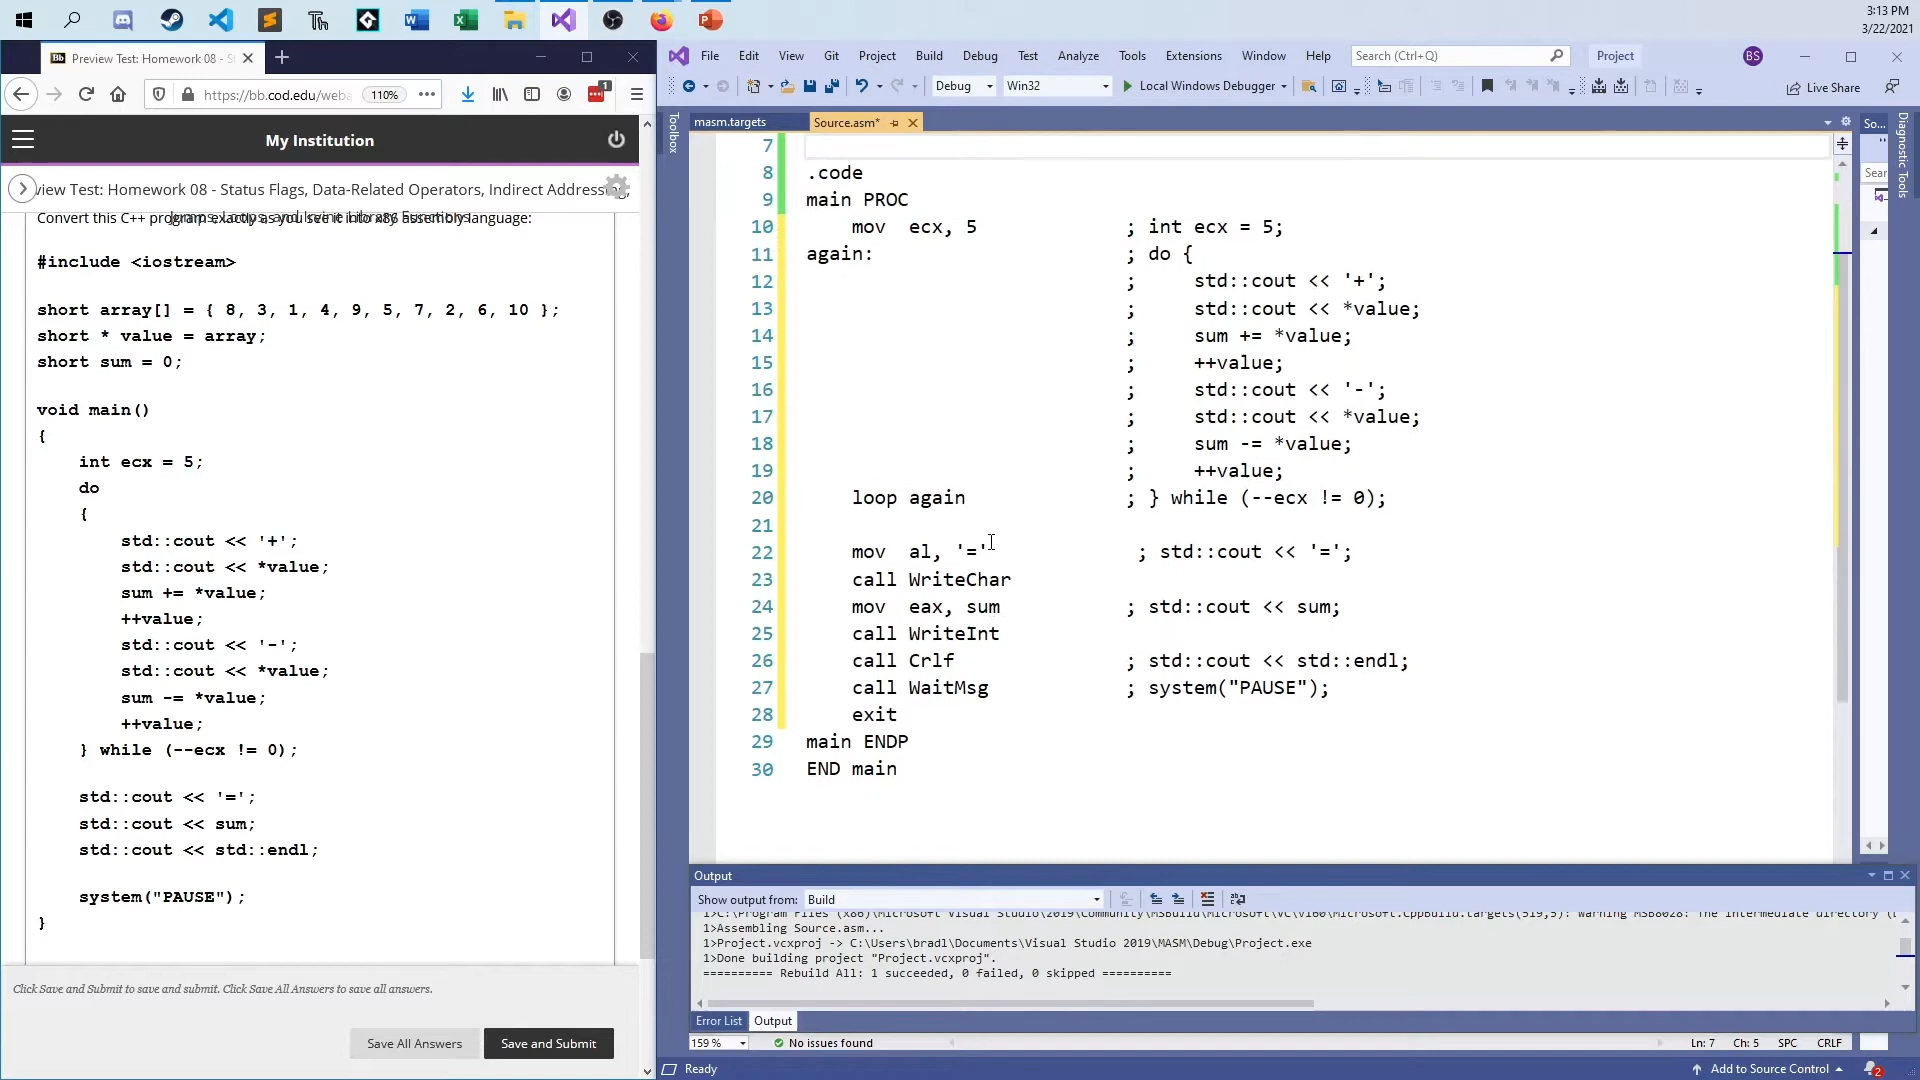 3:13 PM
3/22/2021
Preview Test: Homework 08 - S
https://bb.cod.edu/weba
110%
My Institution
view Test: Homework 08 - Status Flags, Data-Related Operators, Indirect Addressing,
Jumps, Loops, and Irvine Library Functions
Convert this C++ program exactly as you see it into x86 assembly language:
#include <iostream>
short array[] = { 8, 3, 1, 4, 9, 5, 7, 2, 6, 10 };
short * value = array;
short sum = 0;
void main()
{
int ecx = 5;
do
{
std::cout << '+';
std::cout << *value;
sum += *value;
++value;
std::cout << '-';
std::cout << *value;
sum -= *value;
++value;
} while (--ecx != 0);
std::cout << '=';
std::cout << sum;
std::cout << std::endl;
system("PAUSE");
}
Click Save and Submit to save and submit. Click Save All Answers to save all answers.
Save All Answers
Save and Submit
File Edit View Git Project Build Debug Test Analyze Tools Extensions Window Help
Search (Ctrl+Q)
Project
BS
Debug
Win32
Local Windows Debugger
Live Share
Toolbox
masm.targets
Source.asm*
So...
Sear
Diagnostic Tools
7
8 .code
9 main PROC
10 mov ecx, 5 ; int ecx = 5;
11 again: ; do {
12 ; std::cout << '+';
13 ; std::cout << *value;
14 ; sum += *value;
15 ; ++value;
16 ; std::cout << '-';
17 ; std::cout << *value;
18 ; sum -= *value;
19 ; ++value;
20 loop again ; } while (--ecx != 0);
21
22 mov al, '=' ; std::cout << '=';
23 call WriteChar
24 mov eax, sum ; std::cout << sum;
25 call WriteInt
26 call Crlf ; std::cout << std::endl;
27 call WaitMsg ; system("PAUSE");
28 exit
29 main ENDP
30 END main
Output
Show output from: Build
1>C:\Program Files (x86)\Microsoft Visual Studio\2019\Community\MSBuild\Microsoft\VC\v160\Microsoft.CppBuild.targets(519,5): warning MSB8028: The intermediate directory (
1>Assembling Source.asm...
1>Project.vcxproj -> C:\Users\bradl\Documents\Visual Studio 2019\MASM\Debug\Project.exe
1>Done building project "Project.vcxproj".
========== Rebuild All: 1 succeeded, 0 failed, 0 skipped ==========
Error List
Output
159 %
No issues found
Ln: 7 Ch: 5 SPC CRLF
Ready
Add to Source Control
2